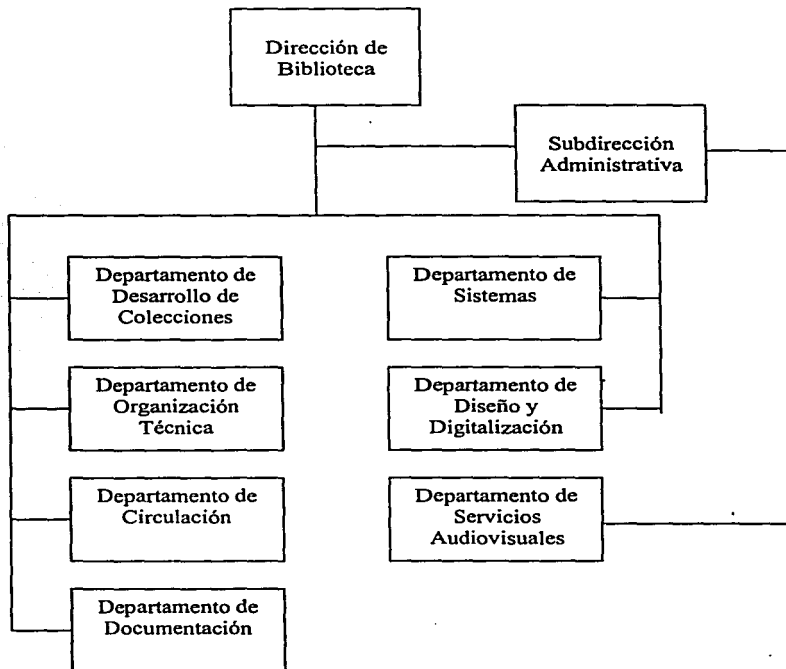 Dirección de
Biblioteca
Subdirección
Administrativa
Departamento de
Desarrollo de
Colecciones
Departamento de
Sistemas
Departamento de
Organización
Técnica
Departamento de
Diseño y
Digitalización
Departamento de
Circulación
Departamento de
Servicios
Audiovisuales
Departamento de
Documentación